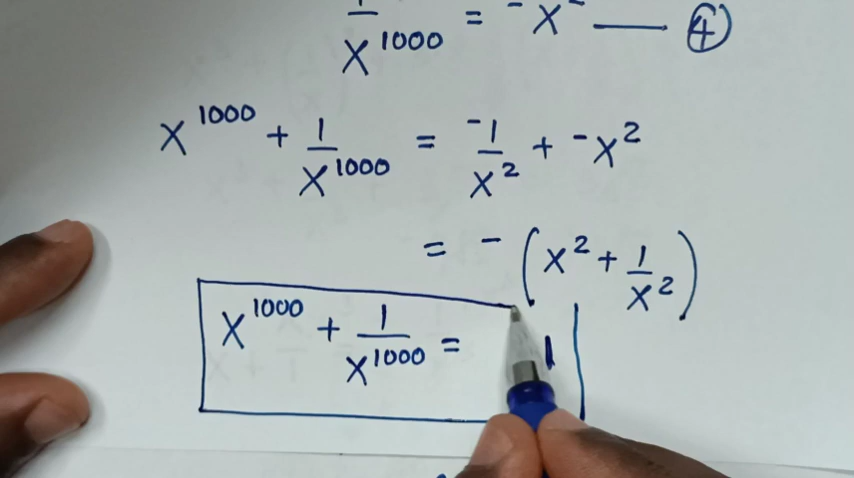 1/X^1000 = -X^2 —— ④
X^1000 + 1/X^1000 = -1/X^2 + -X^2
= -(X^2 + 1/X^2)
X^1000 + 1/X^1000 = 1